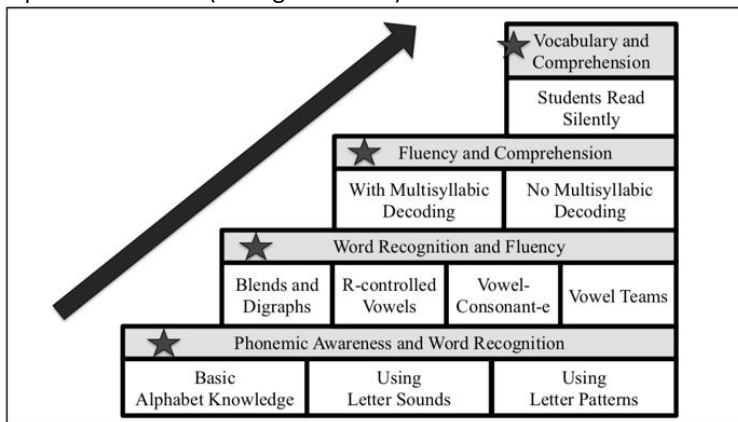 Vocabulary and
Comprehension
Students Read
Silently
Fluency and Comprehension
With Multisyllabic
Decoding
No Multisyllabic
Decoding
Word Recognition and Fluency
Blends and
Digraphs
R-controlled
Vowels
Vowel-
Consonant-e
Vowel Teams
Phonemic Awareness and Word Recognition
Basic
Alphabet Knowledge
Using
Letter Sounds
Using
Letter Patterns